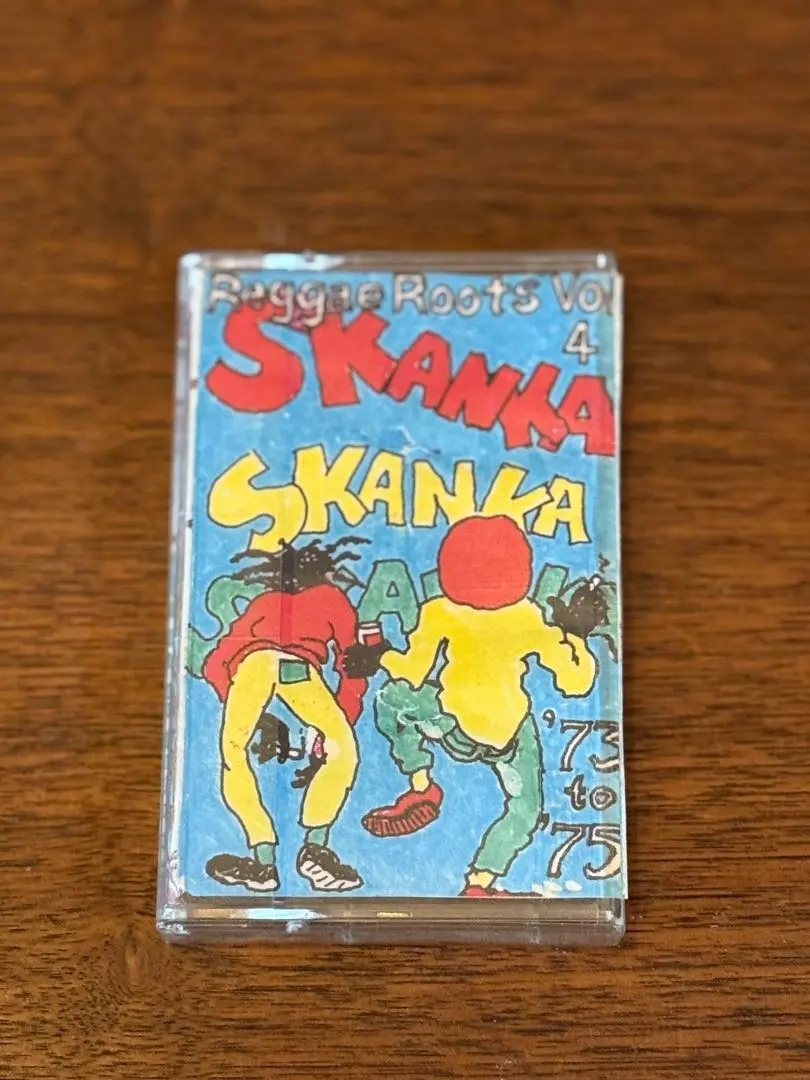 Reggae Roots Vol
4
SKANKA
SKANKA
'73
to
'75